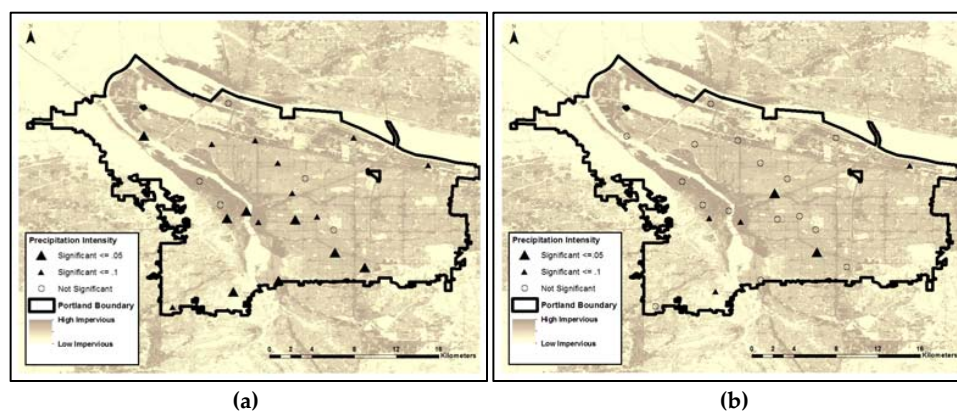 N
Precipitation Intensity
Significant <= .05
Significant <= .1
Not Significant
Portland Boundary
High Impervious
Low Impervious
0 2 4 8 12 16
Kilometers
(a)
N
Precipitation Intensity
Significant <= .05
Significant <= .1
Not Significant
Portland Boundary
High Impervious
Low Impervious
0 2 4 8 12 16
Kilometers
(b)